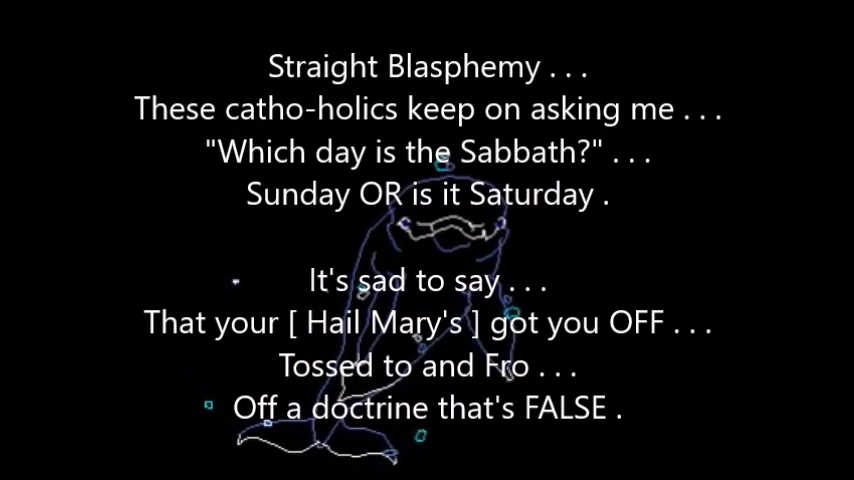 Straight Blasphemy . . .
These catho-holics keep on asking me . . .
"Which day is the Sabbath?" . . .
Sunday OR is it Saturday .
It's sad to say . . .
That your [ Hail Mary's ] got you OFF . . .
Tossed to and Fro . . .
Off a doctrine that's FALSE .